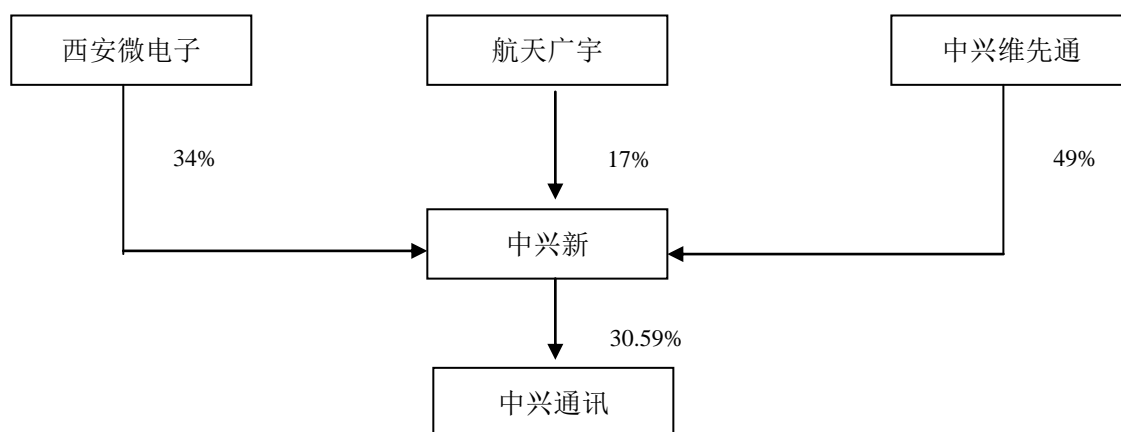 西安微电子
航天广宇
中兴维先通
34%
17%
49%
中兴新
30.59%
中兴通讯